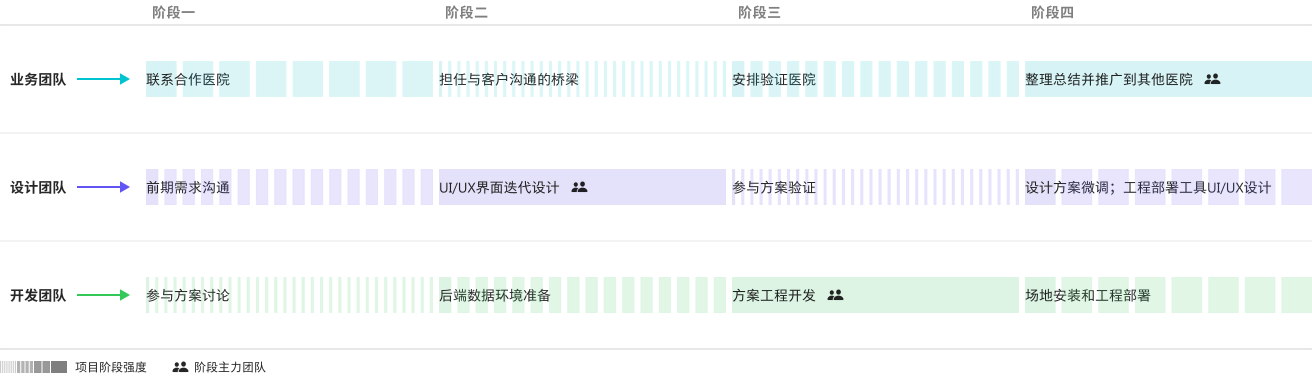 阶段一 阶段二 阶段三 阶段四
业务团队 联系合作医院 担任与客户沟通的桥梁 安排验证医院 整理总结并推广到其他医院
设计团队 前期需求沟通 UI/UX界面迭代设计 参与方案验证 设计方案微调；工程部署工具UI/UX设计
开发团队 参与方案讨论 后端数据环境准备 方案工程开发 场地安装和工程部署
项目阶段强度 阶段主力团队